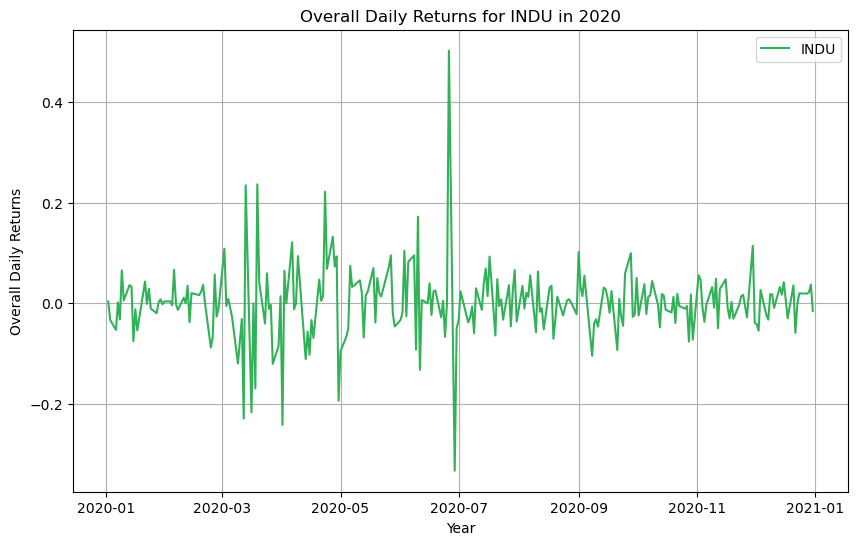 Overall Daily Returns for INDU in 2020
INDU
Overall Daily Returns
0.4
0.2
0.0
−0.2
2020-01
2020-03
2020-05
2020-07
2020-09
2020-11
2021-01
Year